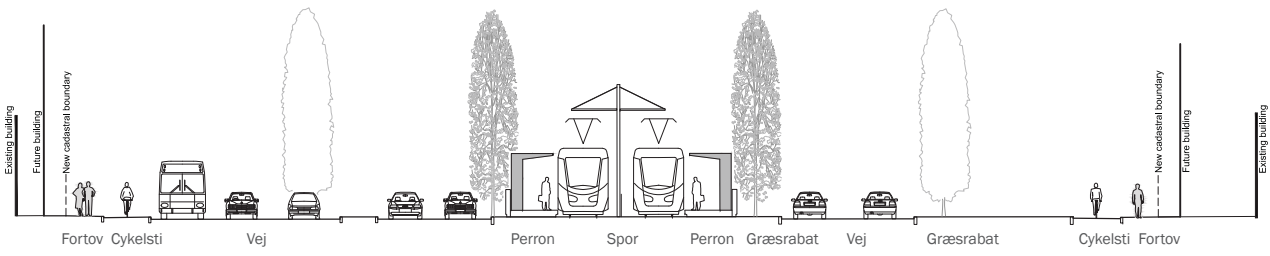 Existing building
Future building
New cadastral boundary
New cadastral boundary
Future building
Existing building
Fortov Cykelsti Vej Perron Spor Perron Græsrabat Vej Græsrabat Cykelsti Fortov